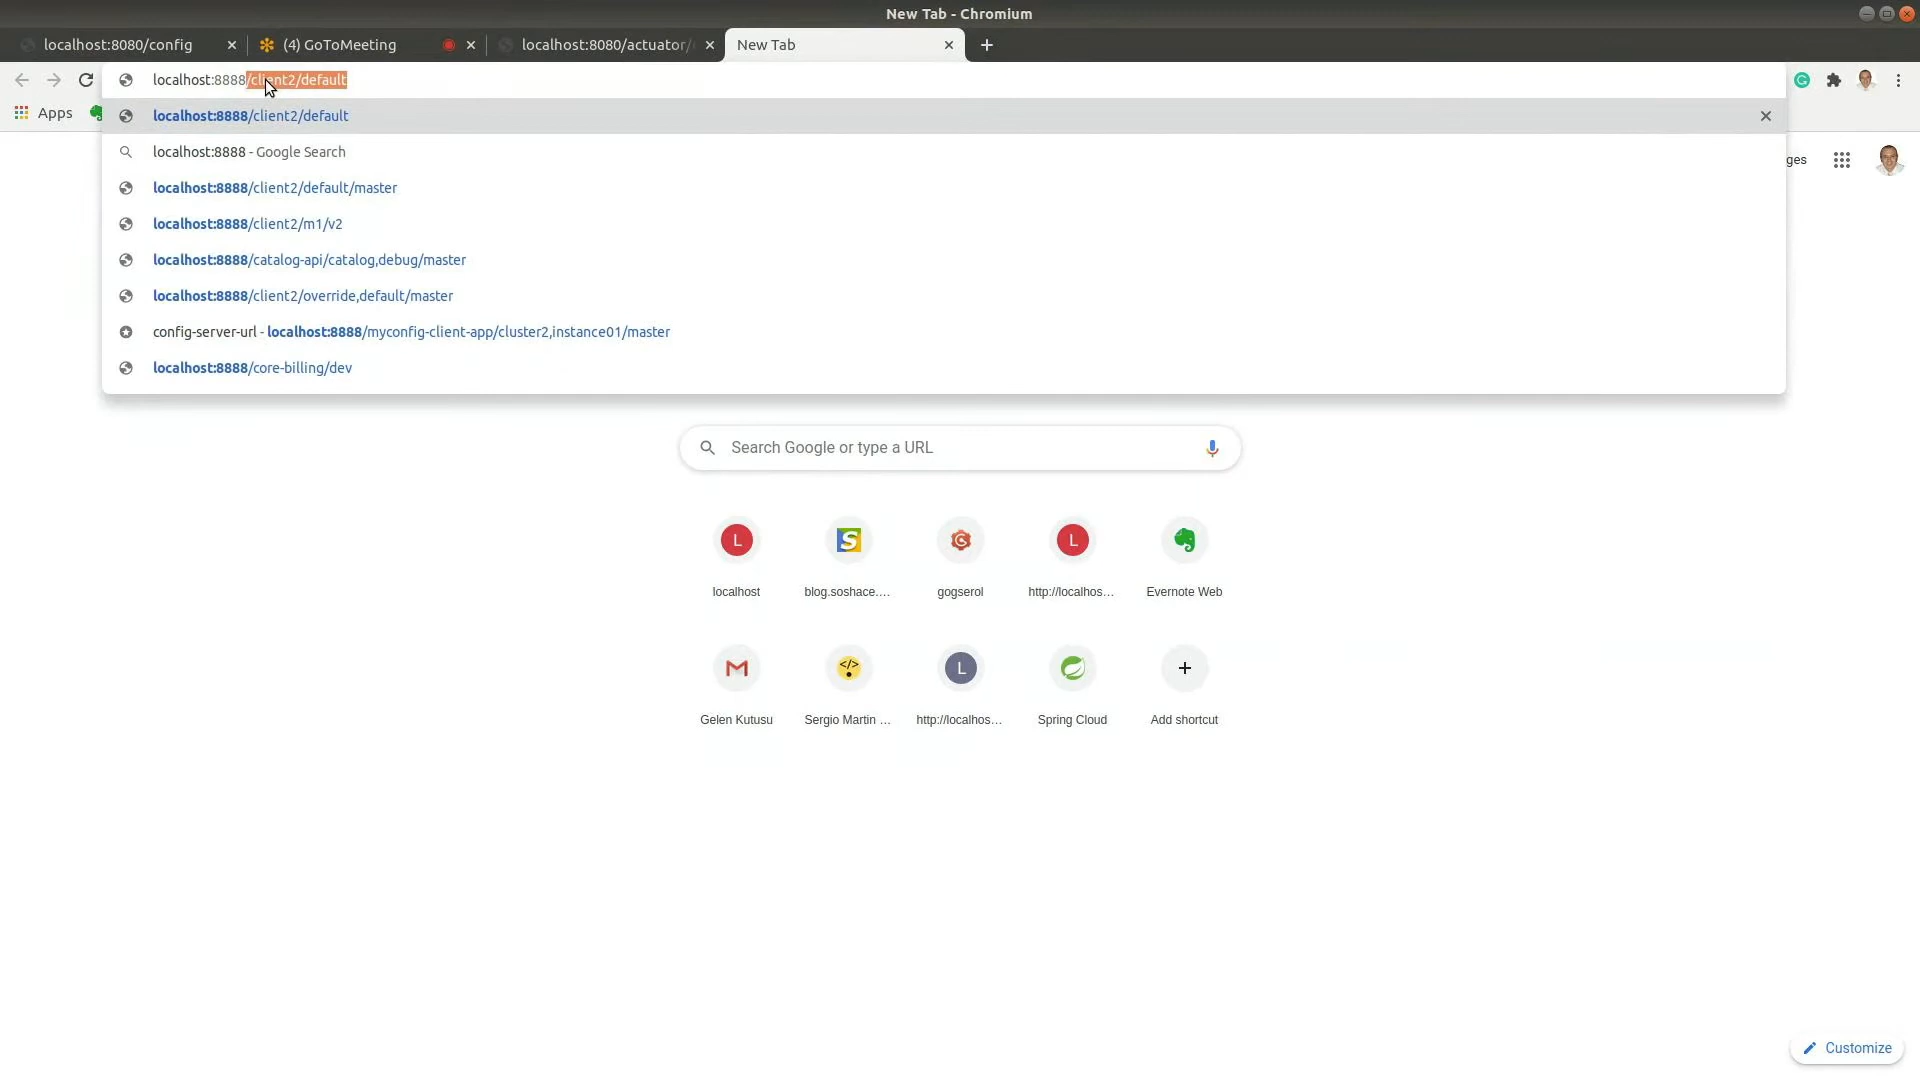 New Tab - Chromium
localhost:8080/config
(4) GoToMeeting
localhost:8080/actuator/
New Tab
localhost:8888/client2/default
Apps
localhost:8888/client2/default
localhost:8888 - Google Search
ges
localhost:8888/client2/default/master
localhost:8888/client2/m1/v2
localhost:8888/catalog-api/catalog,debug/master
localhost:8888/client2/override,default/master
config-server-url - localhost:8888/myconfig-client-app/cluster2,instance01/master
localhost:8888/core-billing/dev
Search Google or type a URL
L
S
L
localhost
blog.soshace.…
gogserol
http://localhos…
Evernote Web
</>
L
Gelen Kutusu
Sergio Martin …
http://localhos…
Spring Cloud
Add shortcut
Customize